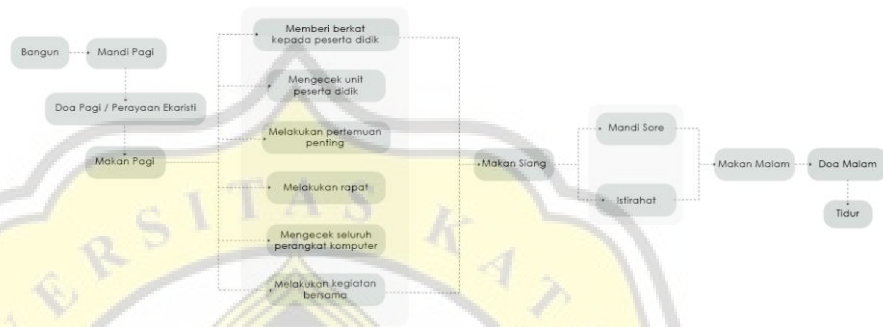 Bangun
Mandi Pagi
Doa Pagi / Perayaan Ekaristi
Makan Pagi
Memberi berkat
kepada peserta didik
Mengecek unit
peserta didik
Melakukan pertemuan
penting
Melakukan rapat
Mengecek seluruh
perangkat komputer
Melakukan kegiatan
bersama
Makan Siang
Mandi Sore
Istirahat
Makan Malam
Doa Malam
Tidur
ERSITAS KAT